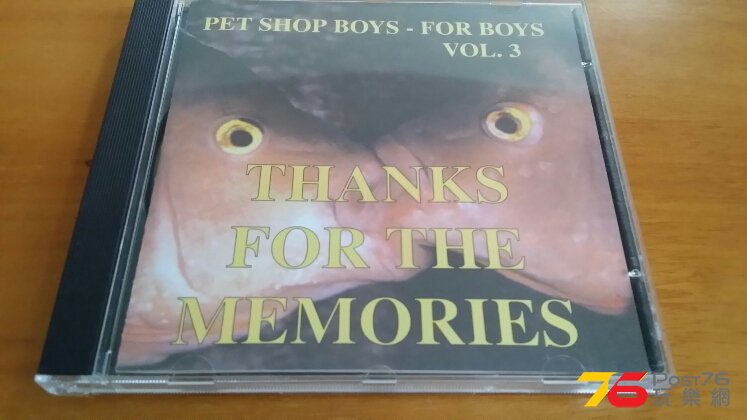 PET SHOP BOYS - FOR BOYS
VOL. 3
THANKS
FOR THE
MEMORIES
76 POST76
玩樂網